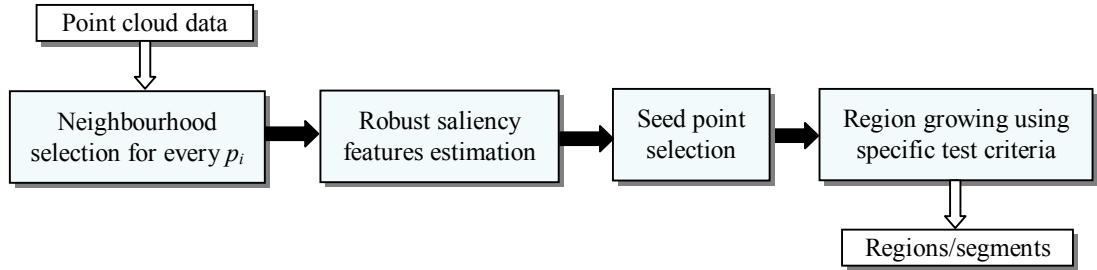 Point cloud data
Neighbourhood
selection for every pi
Robust saliency
features estimation
Seed point
selection
Region growing using
specific test criteria
Regions/segments